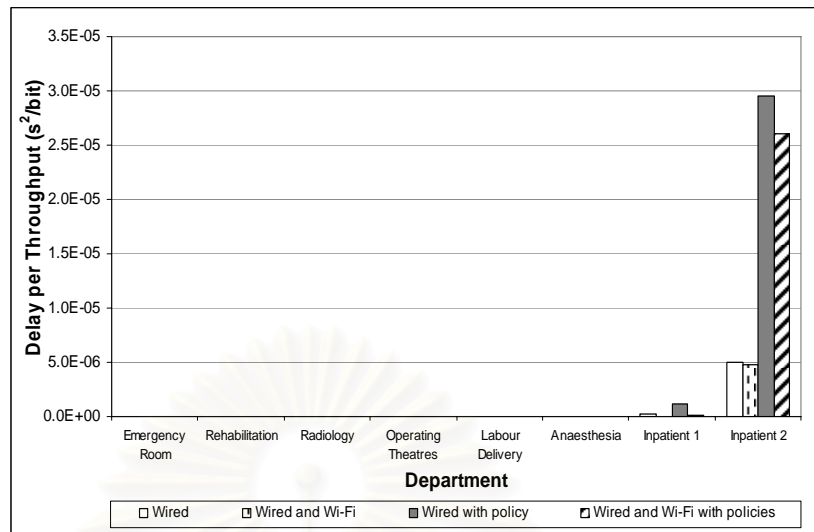 3.5E-05
3.0E-05
2.5E-05
2.0E-05
1.5E-05
1.0E-05
5.0E-06
0.0E+00
Delay per Throughput (s²/bit)
Emergency
Room
Rehabilitation
Radiology
Operating
Theatres
Labour
Delivery
Anaesthesia
Inpatient 1
Inpatient 2
Department
Wired
Wired and Wi-Fi
Wired with policy
Wired and Wi-Fi with policies